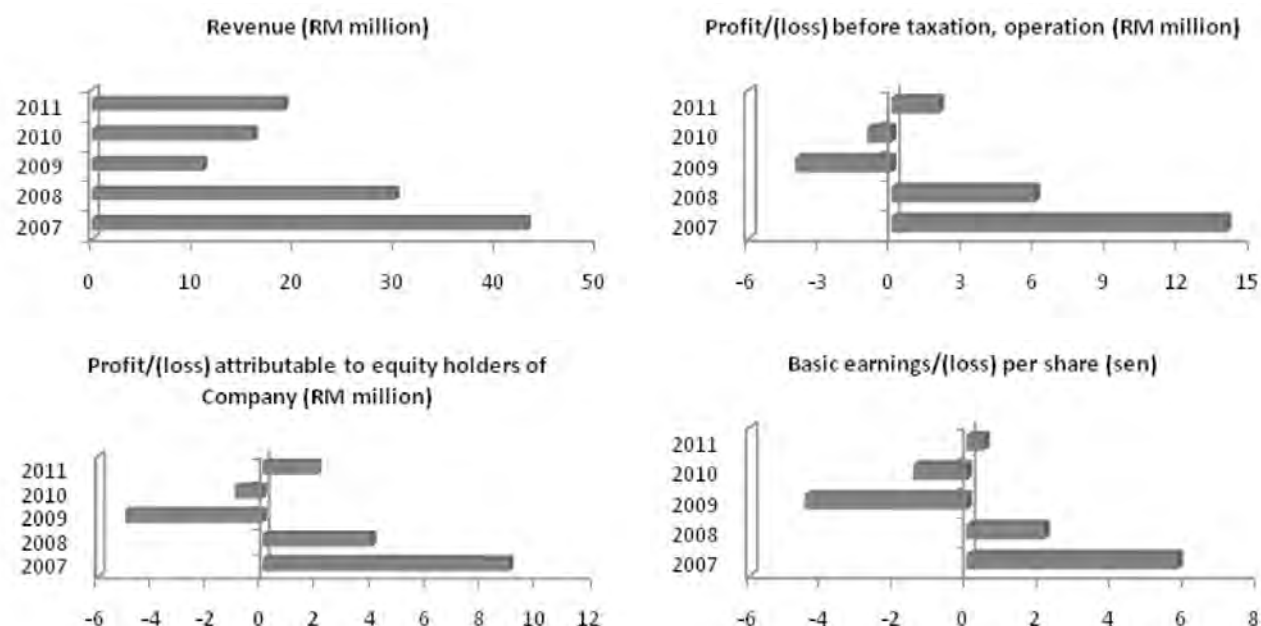 Revenue (RM million)
2011
2010
2009
2008
2007
0 10 20 30 40 50
Profit/(loss) before taxation, operation (RM million)
2011
2010
2009
2008
2007
-6 -3 0 3 6 9 12 15
Profit/(loss) attributable to equity holders of
Company (RM million)
2011
2010
2009
2008
2007
-6 -4 -2 0 2 4 6 8 10 12
Basic earnings/(loss) per share (sen)
2011
2010
2009
2008
2007
-6 -4 -2 0 2 4 6 8